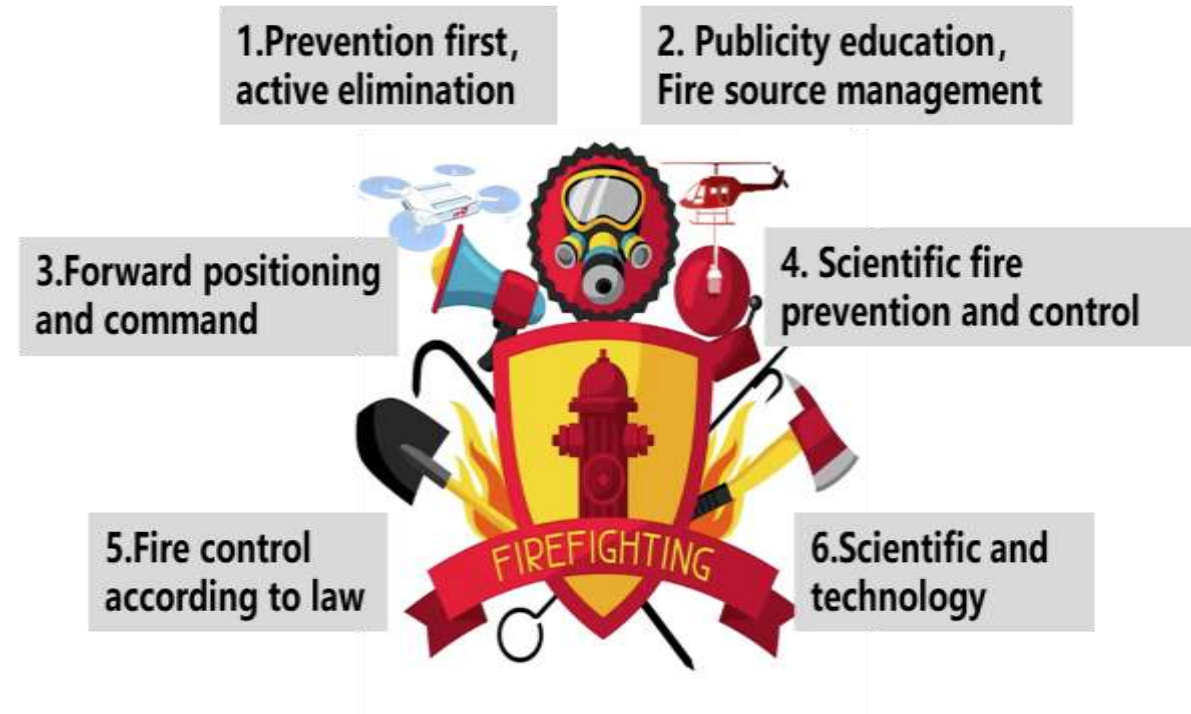 1.Prevention first,
active elimination
2. Publicity education,
Fire source management
3.Forward positioning
and command
4. Scientific fire
prevention and control
5.Fire control
according to law
6.Scientific and
technology
FIREFIGHTING